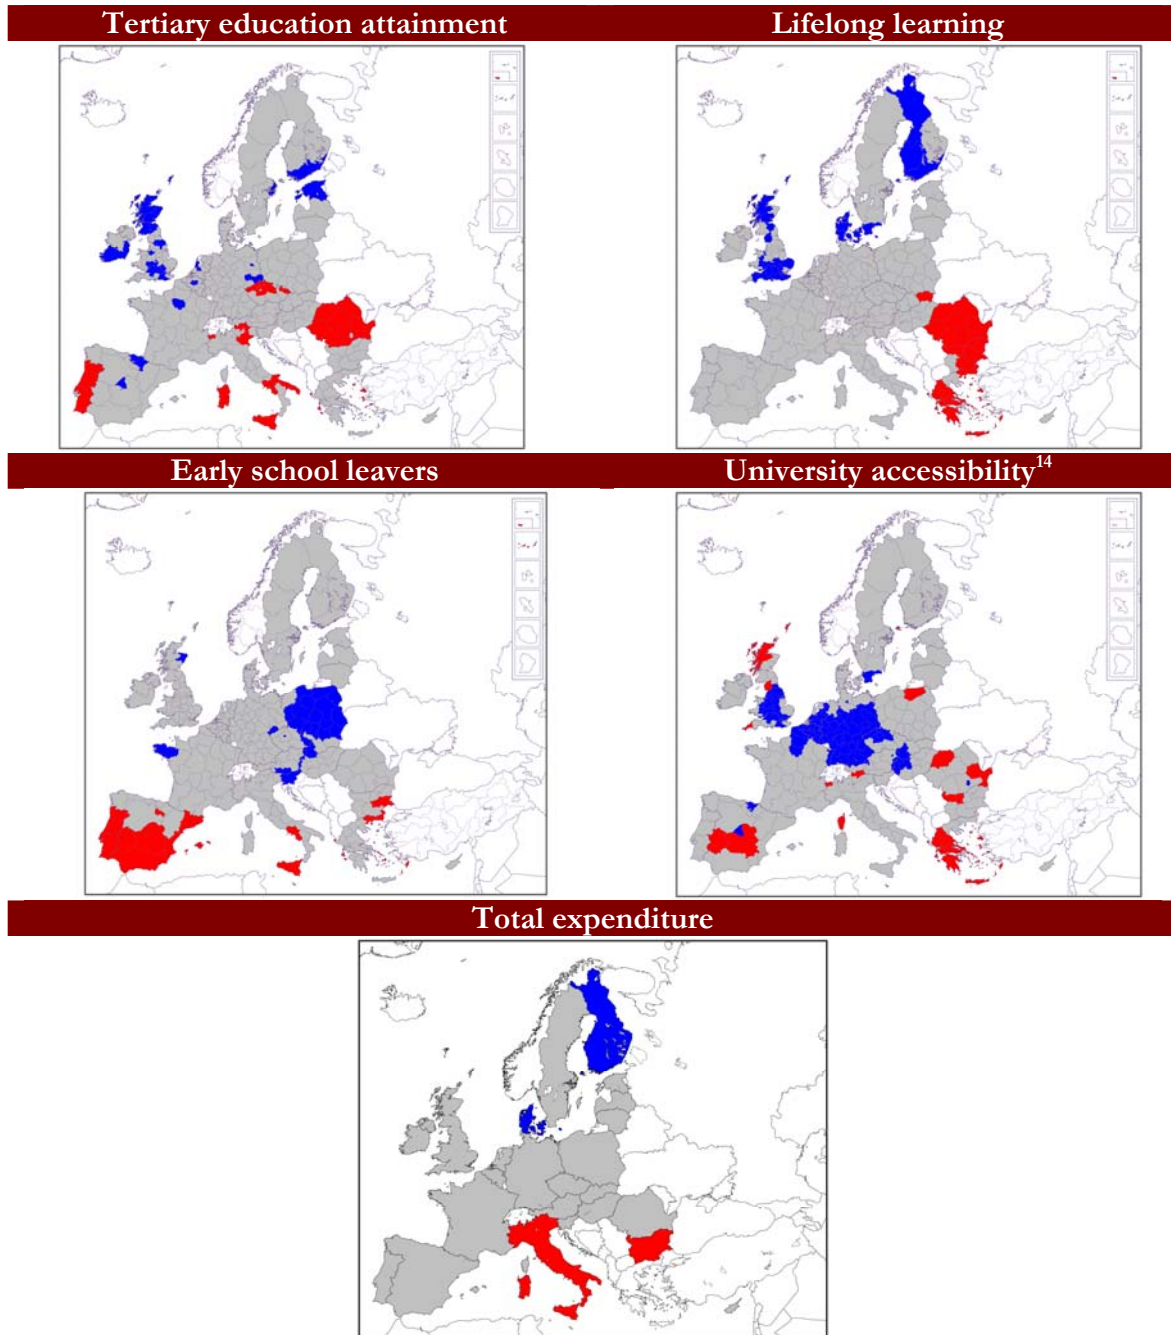 Tertiary education attainment
Lifelong learning
Early school leavers
University accessibility14
Total expenditure